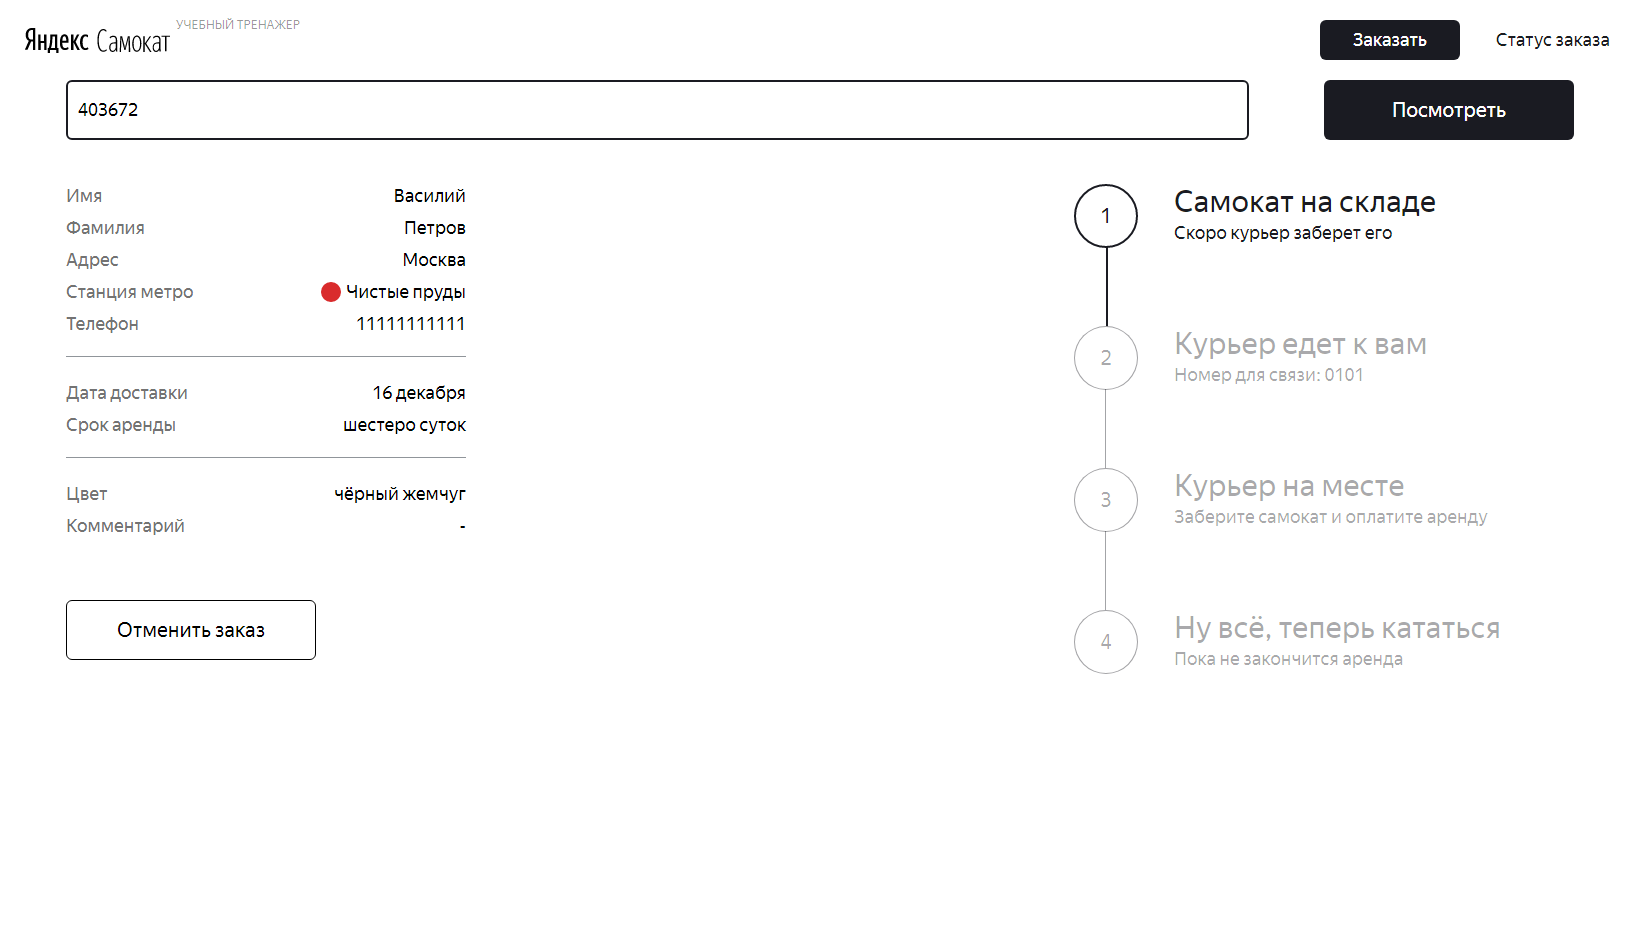 Яндекс Самокат УЧЕБНЫЙ ТРЕНАЖЕР
Заказать Статус заказа
403672 Посмотреть
Имя Василий
Фамилия Петров
Адрес Москва
Станция метро Чистые пруды
Телефон 11111111111
Дата доставки 16 декабря
Срок аренды шестеро суток
Цвет чёрный жемчуг
Комментарий -
Отменить заказ
1 Самокат на складе
Скоро курьер заберет его
2 Курьер едет к вам
Номер для связи: 0101
3 Курьер на месте
Заберите самокат и оплатите аренду
4 Ну всё, теперь кататься
Пока не закончится аренда